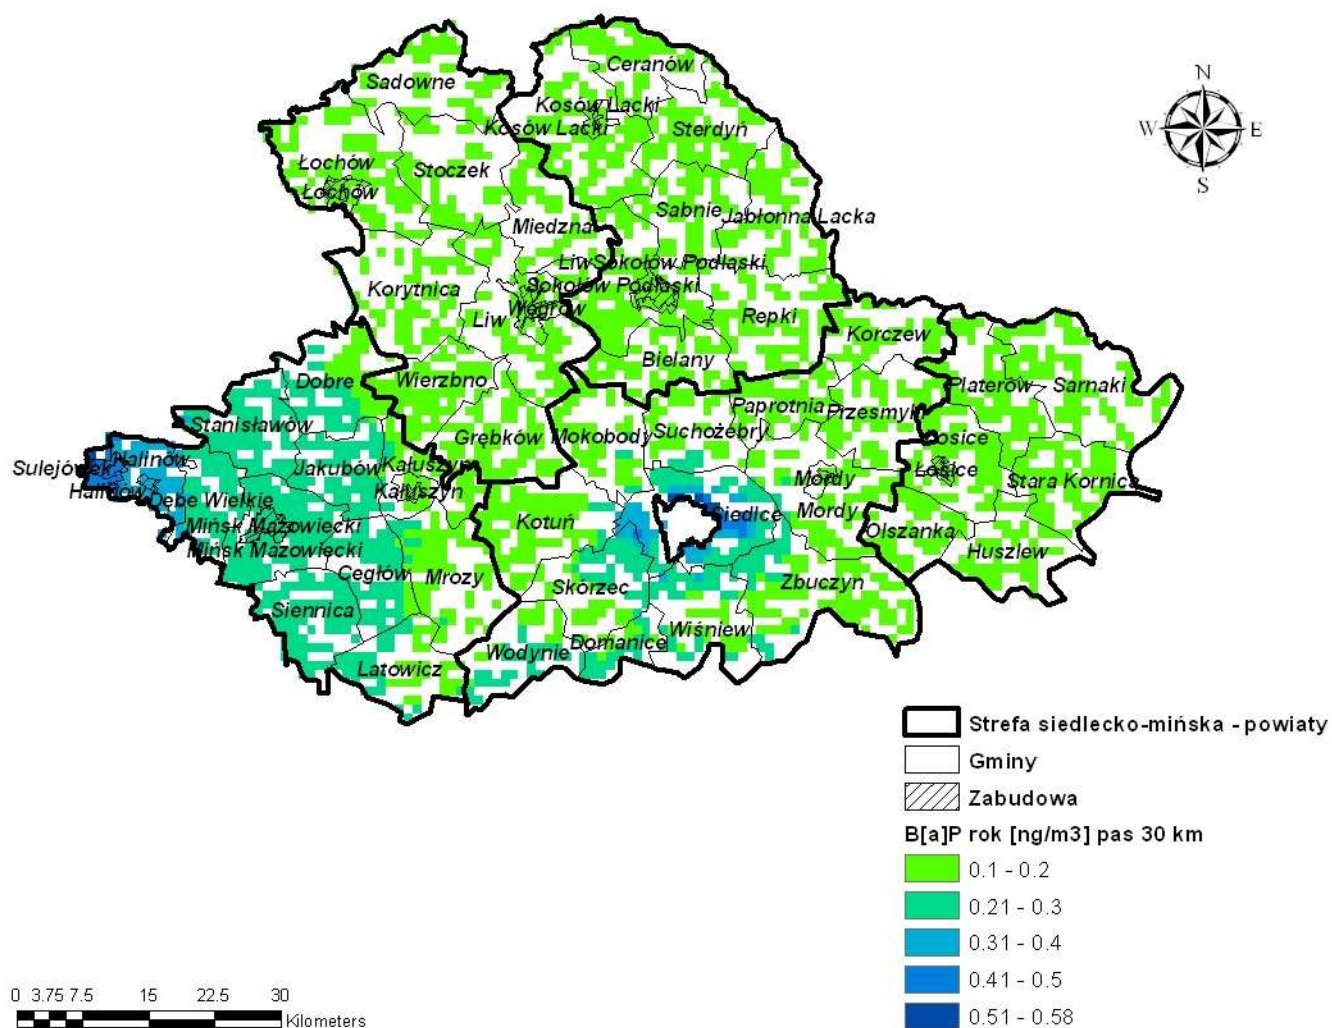 N
W E
S
Ceranów
Sadowne
Kosów Lacki
Kosów Lacki
Sterdyń
Łochów
Stoczek
Łochów
Sabnie
Jabłonna Lacka
Miedzna
Liw
Sokołów Podlaski
Sokołów Podlaski
Korytnica
Węgrów
Liw
Repki
Korczew
Bielany
Dobre
Wierzbno
Platerów
Sarnaki
Paprotnia
Przesmyki
Stanisławów
Suchożebry
Grębków
Mokobody
Łosice
Halinów
Sulejówek
Jakubów
Kałuszyn
Łosice
Mordy
Stara Kornica
Halinów
Kałuszyn
Dębe Wielkie
Mordy
Siedlce
Kotuń
Mińsk Mazowiecki
Olszanka
Mińsk Mazowiecki
Huszlew
Cegłów
Mrozy
Skórzec
Zbuczyn
Siennica
Wiśniew
Domanice
Wodynie
Latowicz
Strefa siedlecko-mińska - powiaty
Gminy
Zabudowa
B[a]P rok [ng/m3] pas 30 km
0.1 - 0.2
0.21 - 0.3
0.31 - 0.4
0.41 - 0.5
0.51 - 0.58
0 3.75 7.5 15 22.5 30
Kilometers